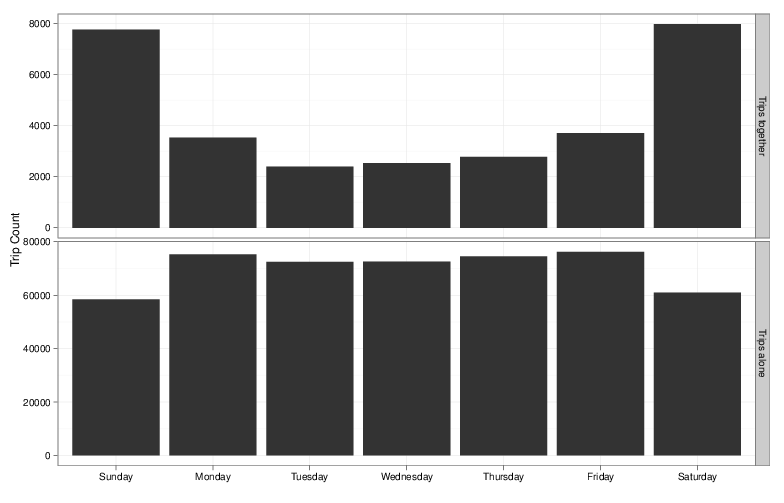 8000
6000
4000
2000
0
Trips together
Trip Count
80000
60000
40000
20000
0
Trips alone
Sunday Monday Tuesday Wednesday Thursday Friday Saturday